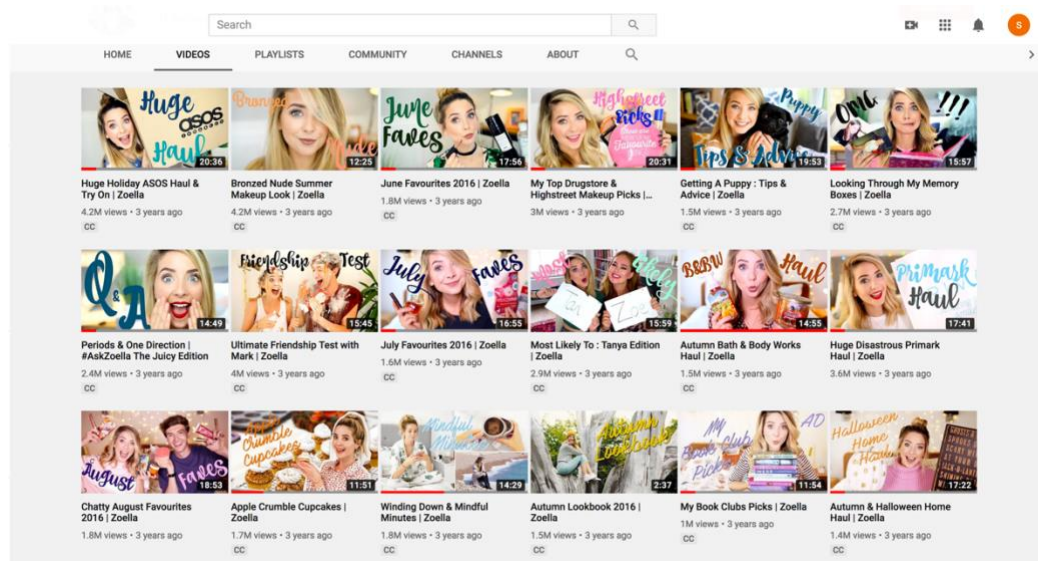 Search
S
HOME VIDEOS PLAYLISTS COMMUNITY CHANNELS ABOUT
Huge
asos
Haul
20:36
Bronzed
Nude
12:25
June
Faves
17:56
Highstreet
Picks!!
20:31
Puppy
Tips & Advice
19:53
OMG
!!!
15:57
Huge Holiday ASOS Haul &
Try On | Zoella
4.2M views • 3 years ago
CC
Bronzed Nude Summer
Makeup Look | Zoella
4.2M views • 3 years ago
CC
June Favourites 2016 | Zoella
1.8M views • 3 years ago
CC
My Top Drugstore &
Highstreet Makeup Picks |...
3M views • 3 years ago
Getting A Puppy : Tips &
Advice | Zoella
1.5M views • 3 years ago
CC
Looking Through My Memory
Boxes | Zoella
2.7M views • 3 years ago
CC
Q
& A
14:49
Friendship Test
15:45
July Faves
16:55
Most Likely
Tan Zoe
15:59
B&BW Haul
14:55
Primark
Haul
17:41
Periods & One Direction |
#AskZoella The Juicy Edition
2.4M views • 3 years ago
CC
Ultimate Friendship Test with
Mark | Zoella
4M views • 3 years ago
CC
July Favourites 2016 | Zoella
1.6M views • 3 years ago
CC
Most Likely To : Tanya Edition
| Zoella
2.9M views • 3 years ago
CC
Autumn Bath & Body Works
Haul | Zoella
1.5M views • 3 years ago
CC
Huge Disastrous Primark
Haul | Zoella
3.6M views • 3 years ago
August Faves
18:53
Crumble
Cupcakes
11:51
Mindful
Minutes
14:29
Autumn
Lookbook
2:37
My
Book Club
Picks
AD
11:54
Halloween
Home
Haul
17:22
Chatty August Favourites
2016 | Zoella
1.8M views • 3 years ago
Apple Crumble Cupcakes |
Zoella
1.7M views • 3 years ago
CC
Winding Down & Mindful
Minutes | Zoella
1.8M views • 3 years ago
CC
Autumn Lookbook 2016 |
Zoella
1.5M views • 3 years ago
CC
My Book Clubs Picks | Zoella
1M views • 3 years ago
CC
Autumn & Halloween Home
Haul | Zoella
1.4M views • 3 years ago
CC